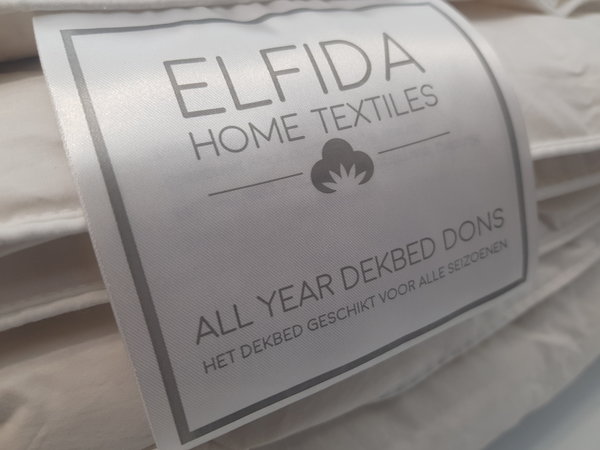 ELFIDA
HOME TEXTILES
ALL YEAR DEKBED DONS
HET DEKBED GESCHIKT VOOR ALLE SEIZOENEN